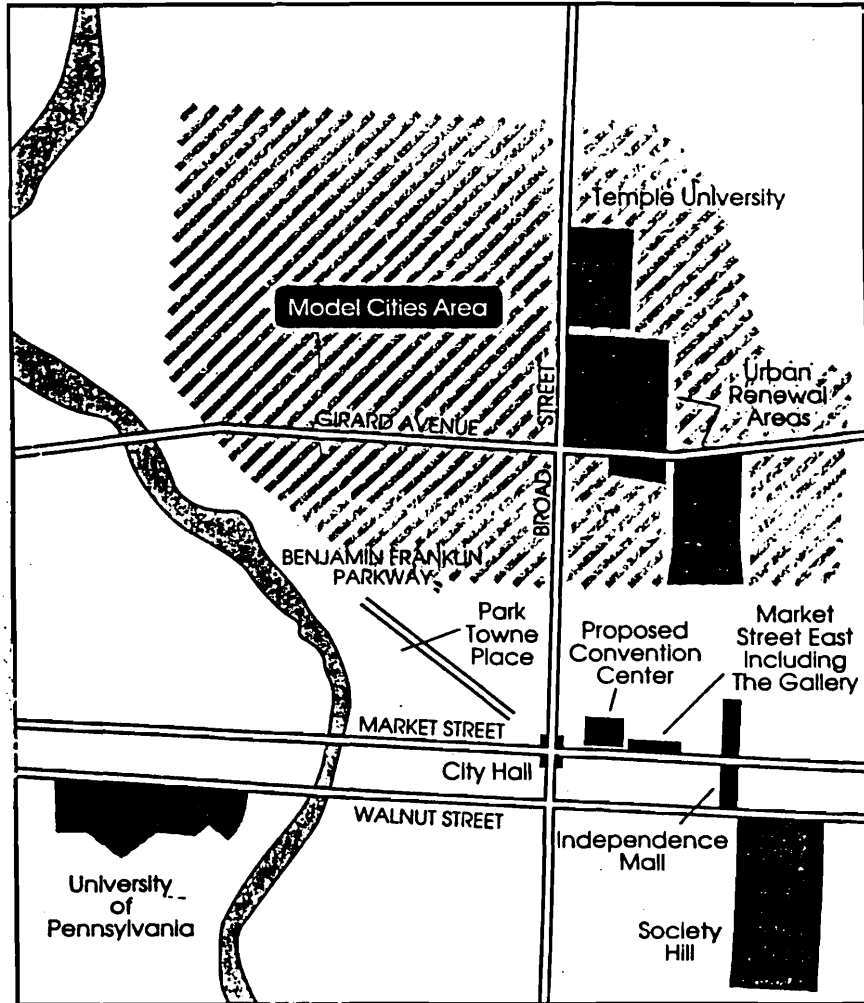 Temple University
Model Cities Area
Urban
Renewal
Areas
GIRARD AVENUE
BROAD STREET
BENJAMIN FRANKLIN
PARKWAY
Park
Towne
Place
Proposed
Convention
Center
Market
Street East
Including
The Gallery
MARKET STREET
City Hall
WALNUT STREET
Independence
Mall
University
of
Pennsylvania
Society
Hill